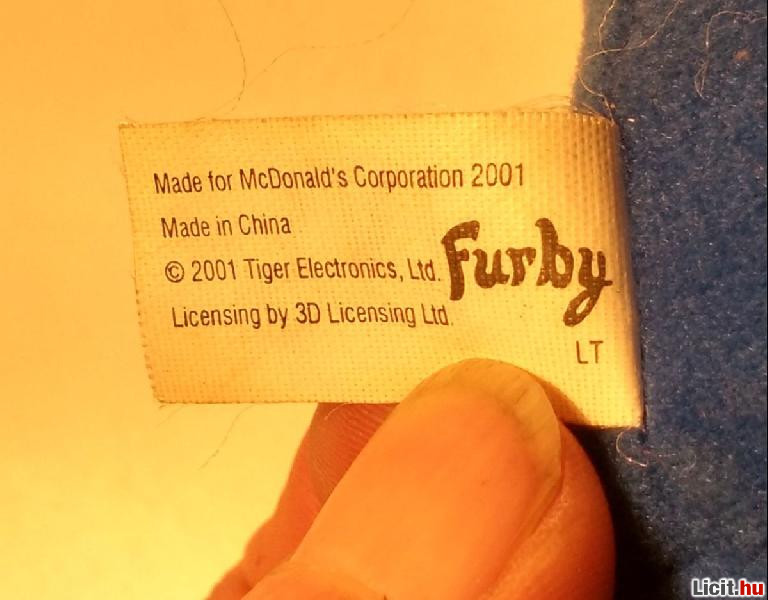 Made for McDonald's Corporation 2001
Made in China
© 2001 Tiger Electronics, Ltd.
Furby
Licensing by 3D Licensing Ltd.
LT
Licit.hu